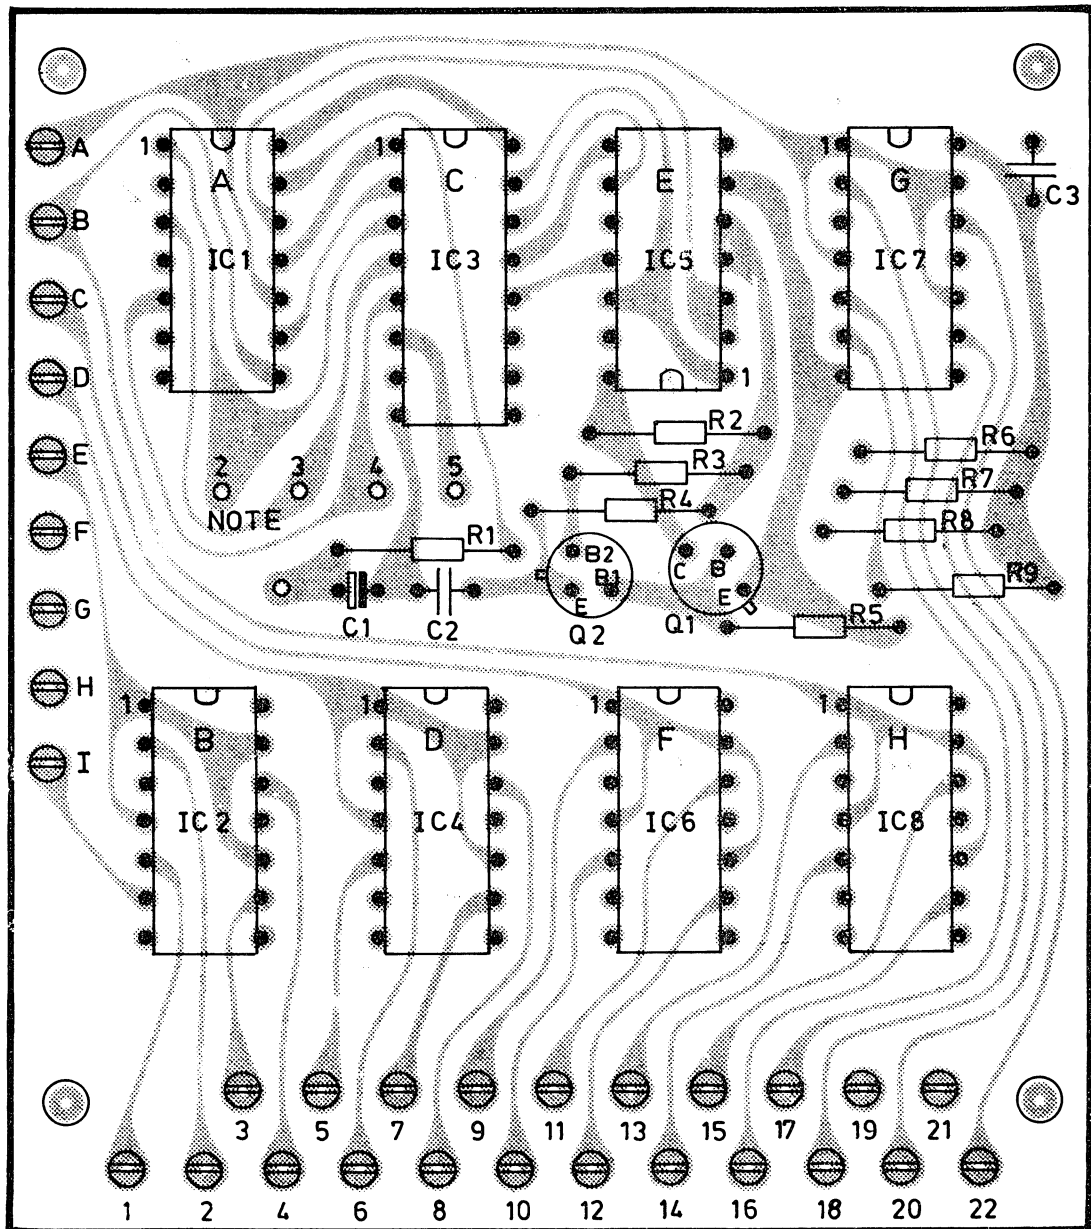 A 1 1 1
A C E G
C3
B
IC1 IC3 IC5 IC7
C
D 1
R2
E R6
R3
2 3 4 5 R7
R4
NOTE R8
F R1
B2 C B
B1 R9
E E
G C1 C2 Q2 Q1 R5
H
1 1 1 1
B D F H
I
IC2 IC4 IC6 IC8
3 5 7 9 11 13 15 17 19 21
1 2 4 6 8 10 12 14 16 18 20 22